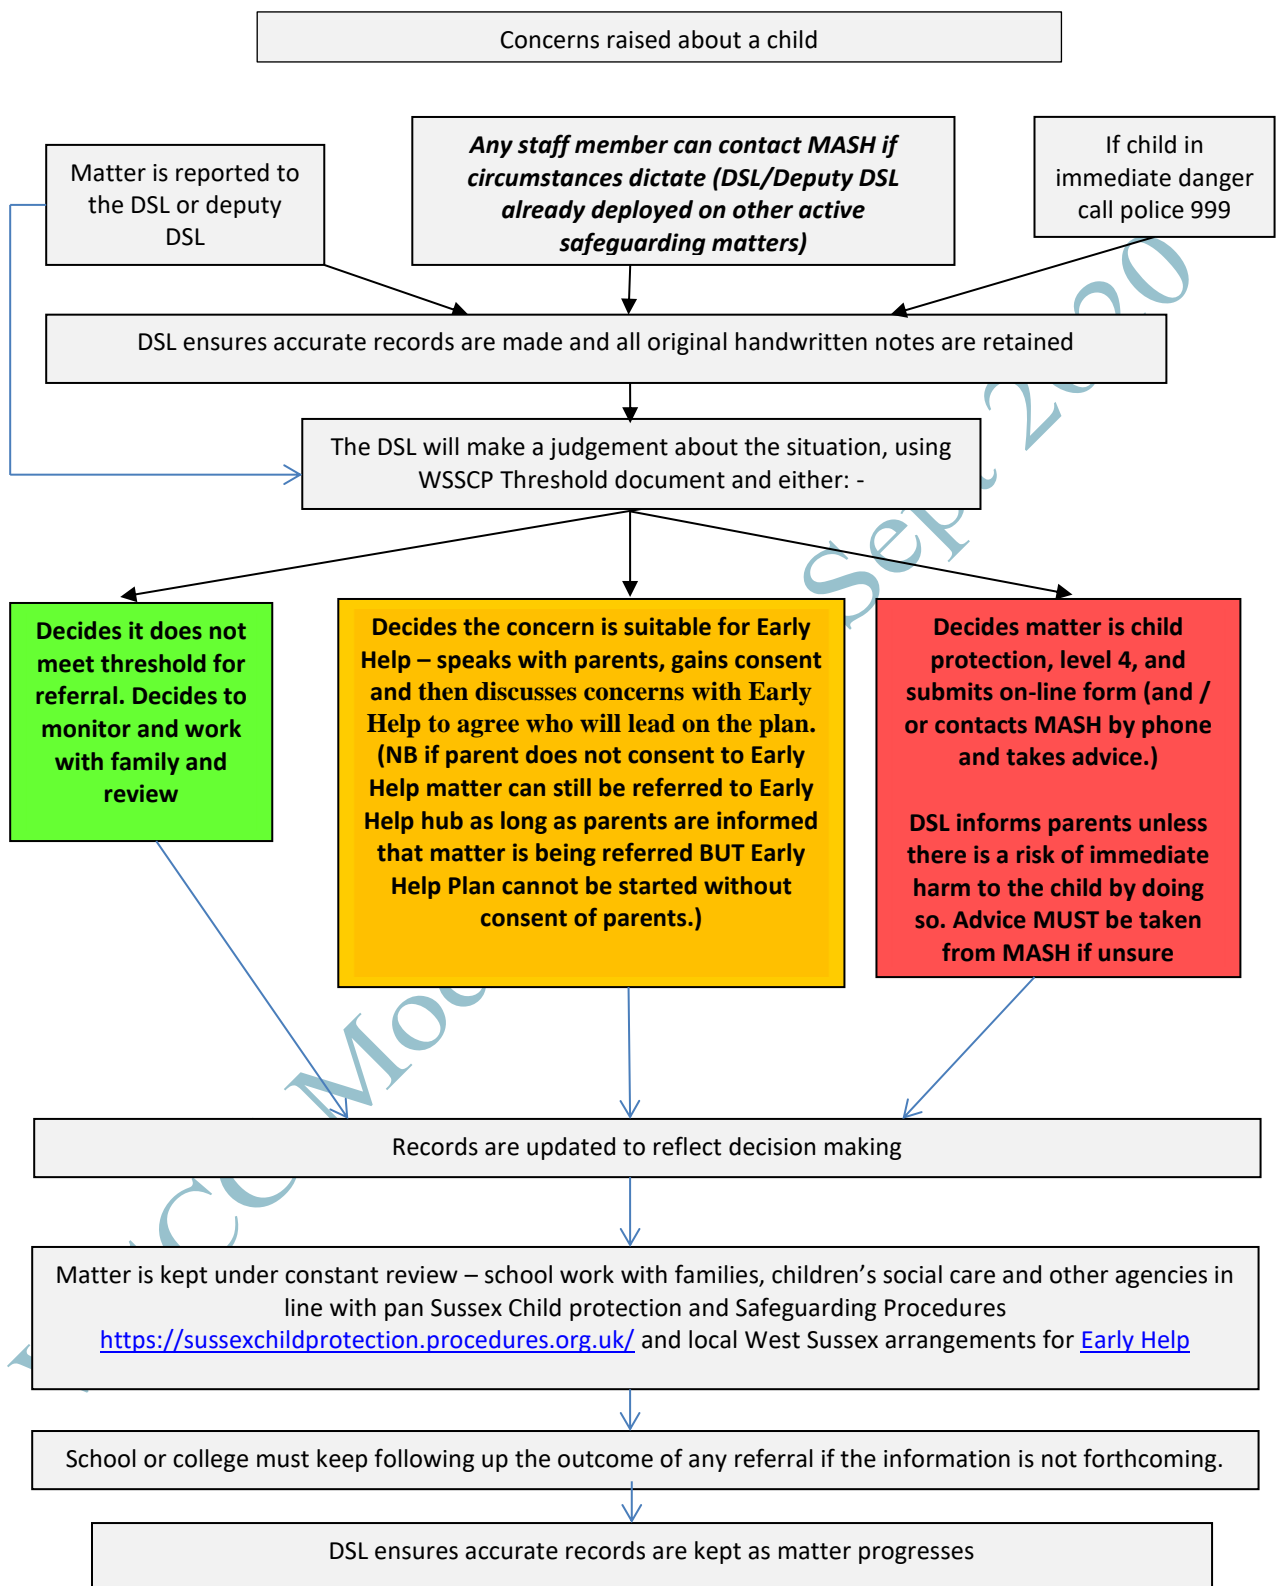 Concerns raised about a child
Matter is reported to
the DSL or deputy
DSL
Any staff member can contact MASH if
circumstances dictate (DSL/Deputy DSL
already deployed on other active
safeguarding matters)
If child in
immediate danger
call police 999
DSL ensures accurate records are made and all original handwritten notes are retained
The DSL will make a judgement about the situation, using
WSSCP Threshold document and either: -
Decides it does not
meet threshold for
referral. Decides to
monitor and work
with family and
review
Decides the concern is suitable for Early
Help – speaks with parents, gains consent
and then discusses concerns with Early
Help to agree who will lead on the plan.
(NB if parent does not consent to Early
Help matter can still be referred to Early
Help hub as long as parents are informed
that matter is being referred BUT Early
Help Plan cannot be started without
consent of parents.)
Decides matter is child
protection, level 4, and
submits on-line form (and /
or contacts MASH by phone
and takes advice.)
DSL informs parents unless
there is a risk of immediate
harm to the child by doing
so. Advice MUST be taken
from MASH if unsure
Records are updated to reflect decision making
Matter is kept under constant review – school work with families, children’s social care and other agencies in
line with pan Sussex Child protection and Safeguarding Procedures
https://sussexchildprotection.procedures.org.uk/ and local West Sussex arrangements for Early Help
School or college must keep following up the outcome of any referral if the information is not forthcoming.
DSL ensures accurate records are kept as matter progresses
Sept 2020